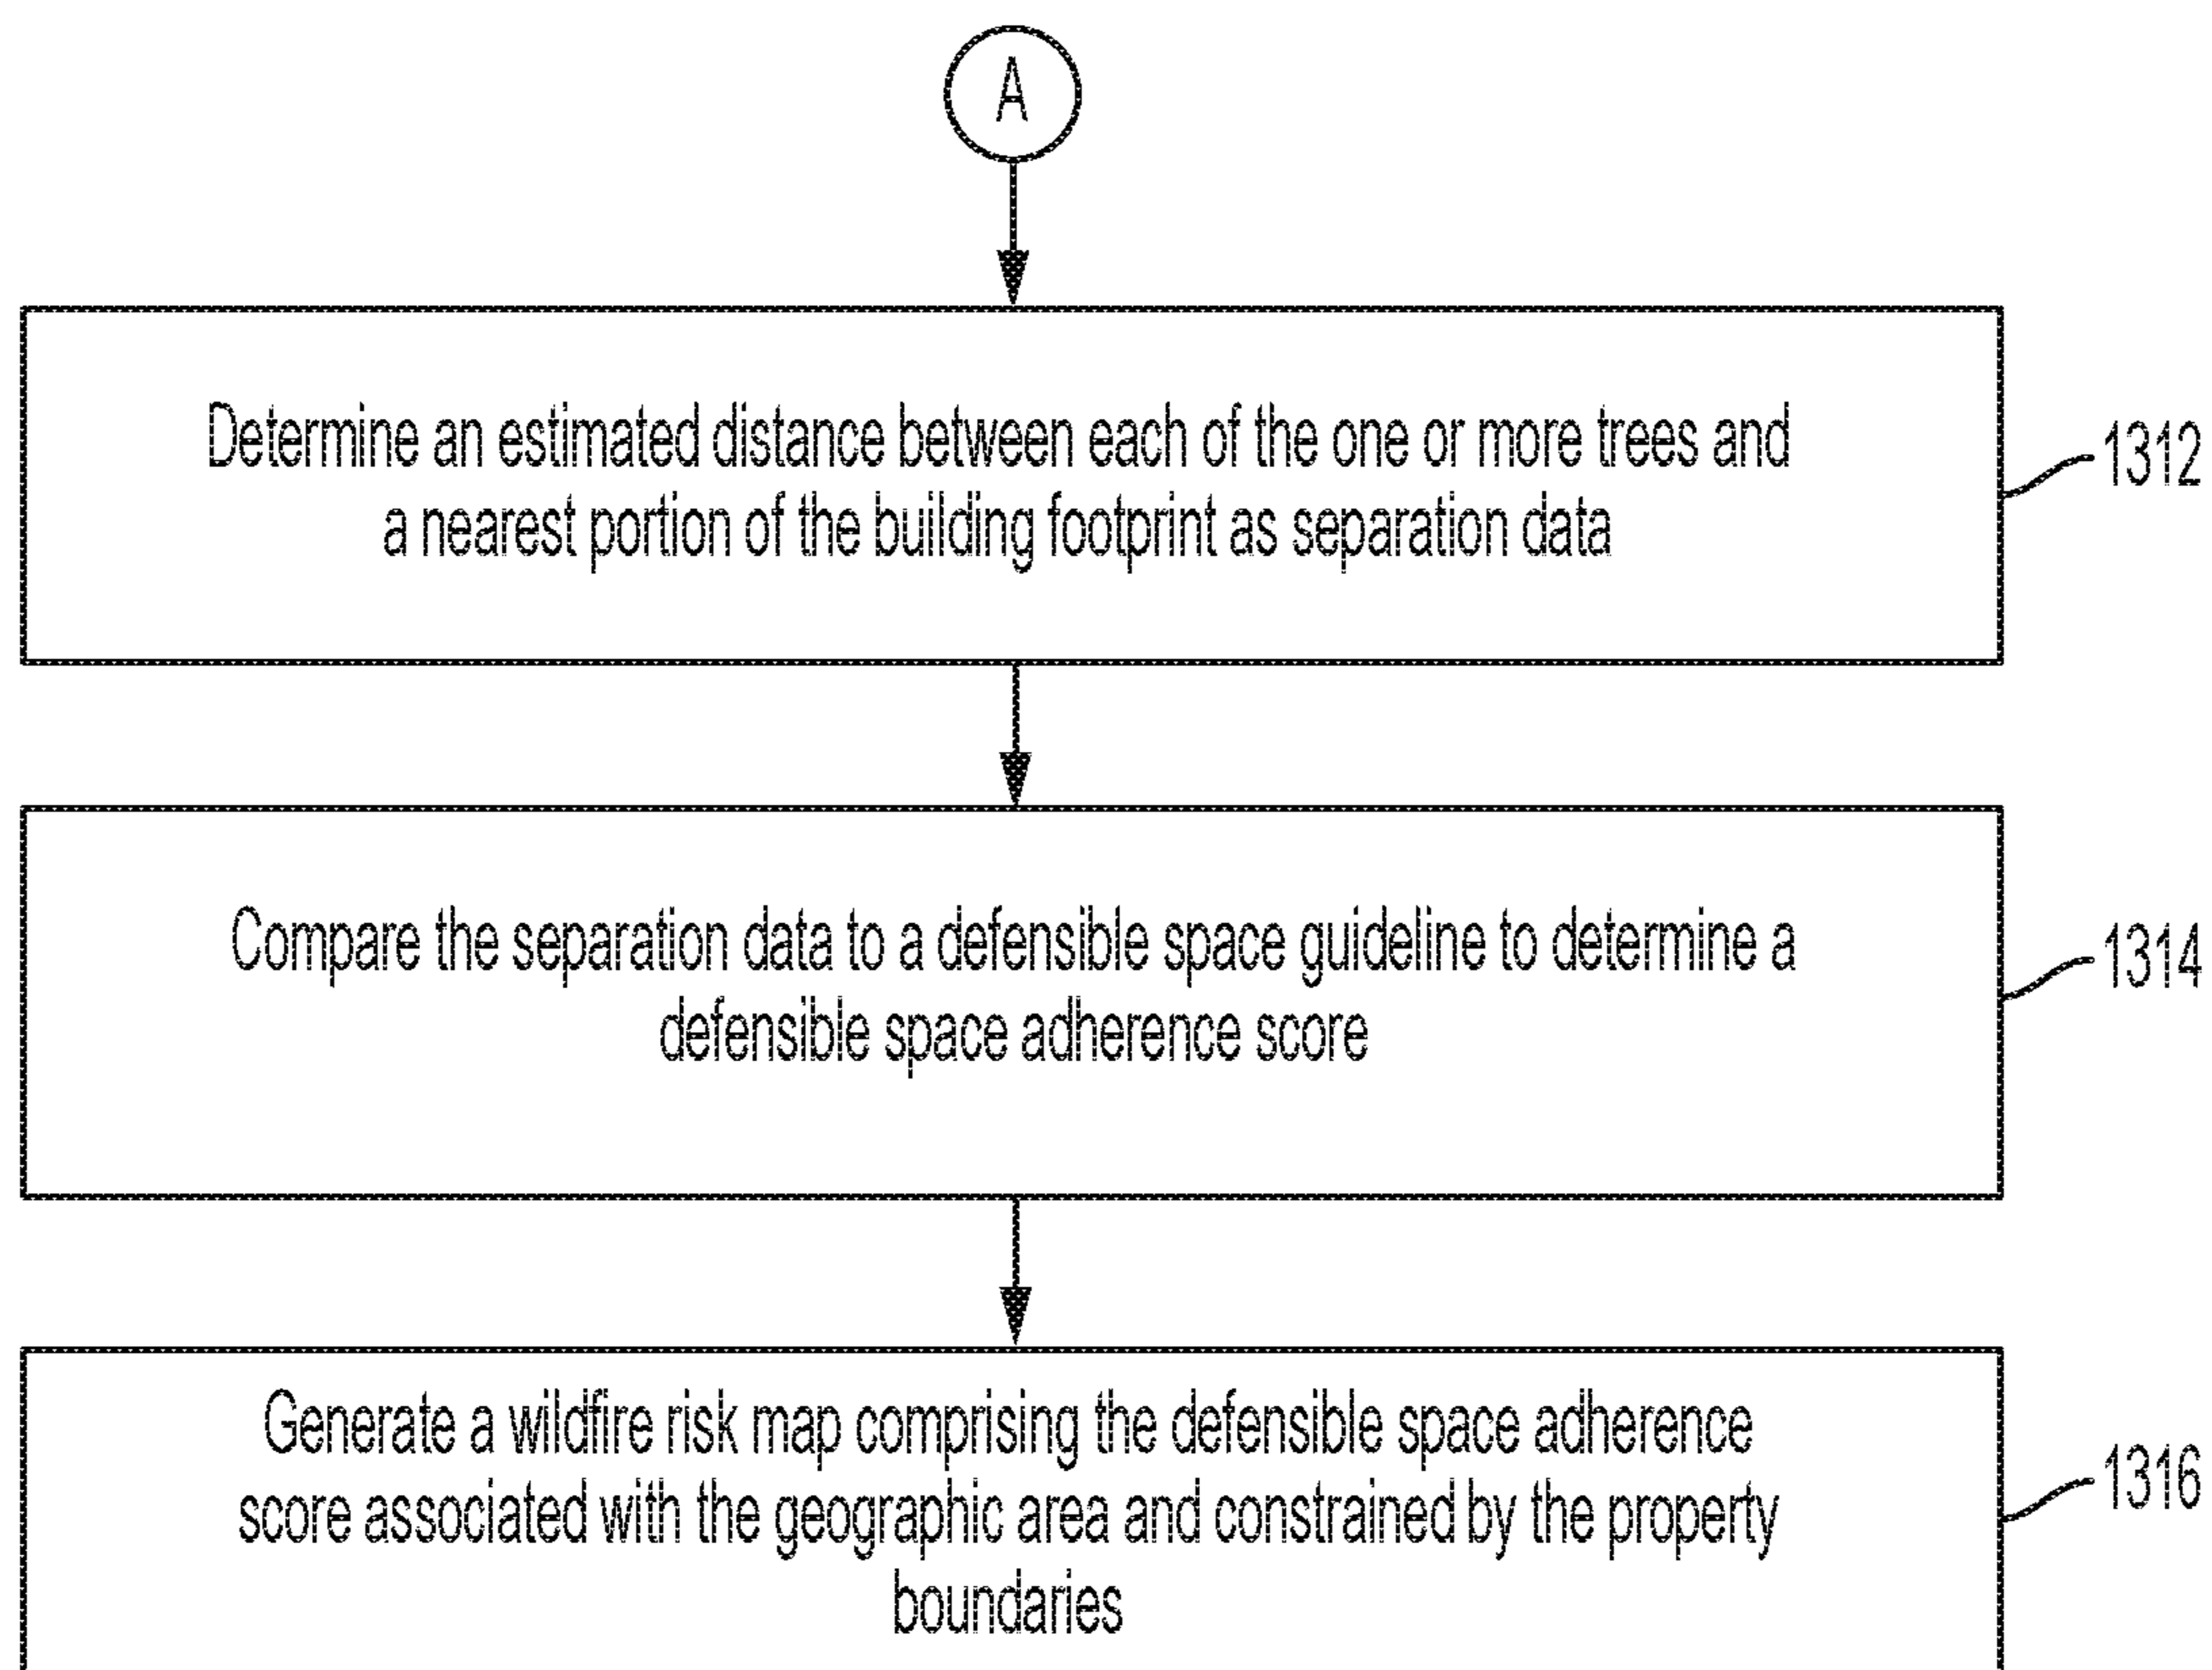 A
Determine an estimated distance between each of the one or more trees and
a nearest portion of the building footprint as separation data
1312
Compare the separation data to a defensible space guideline to determine a
defensible space adherence score
1314
Generate a wildfire risk map comprising the defensible space adherence
score associated with the geographic area and constrained by the property
boundaries
1316